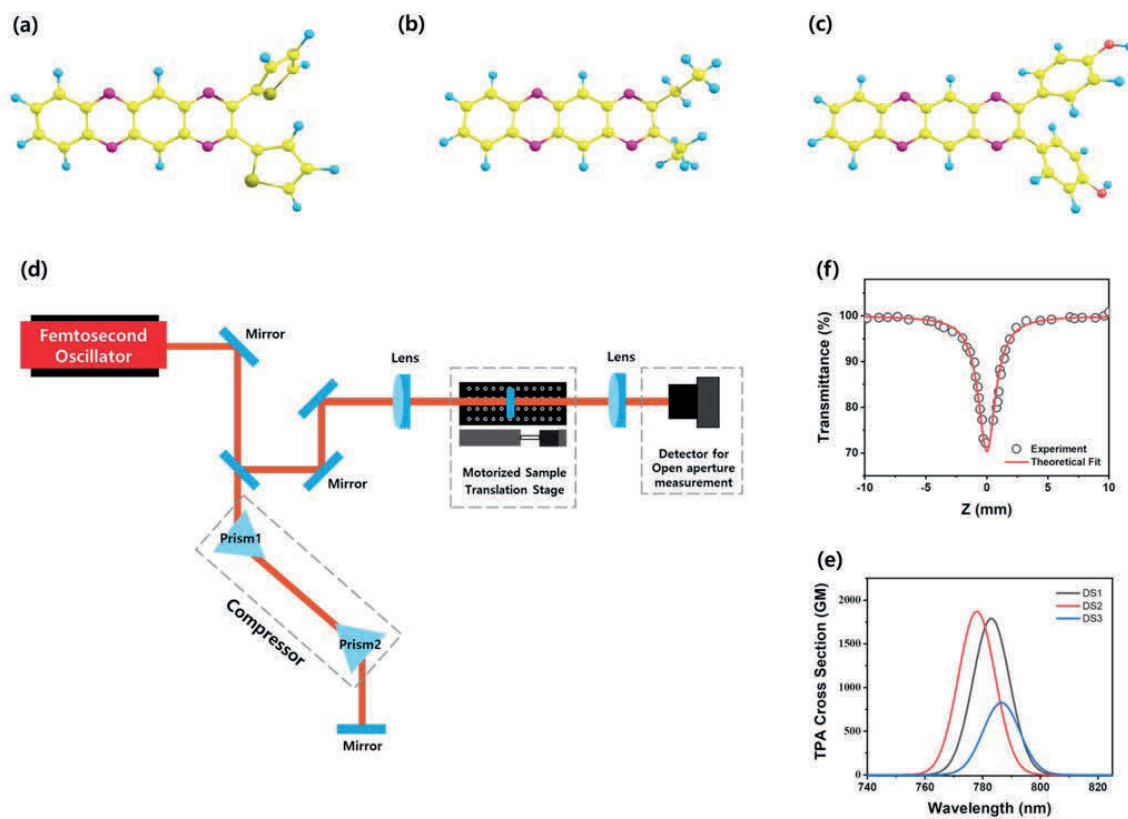 (a)
(b)
(c)
(d)
Femtosecond
Oscillator
Mirror
Lens
Lens
Mirror
Motorized Sample
Translation Stage
Detector for
Open aperture
measurement
Prism1
Compressor
Prism2
Mirror
(f)
Transmittance (%)
100
90
80
70
Experiment
Theoretical Fit
-10
-5
0
5
10
Z (mm)
(e)
TPA Cross Section (GM)
2000
1500
1000
500
0
DS1
DS2
DS3
740
760
780
800
820
Wavelength (nm)